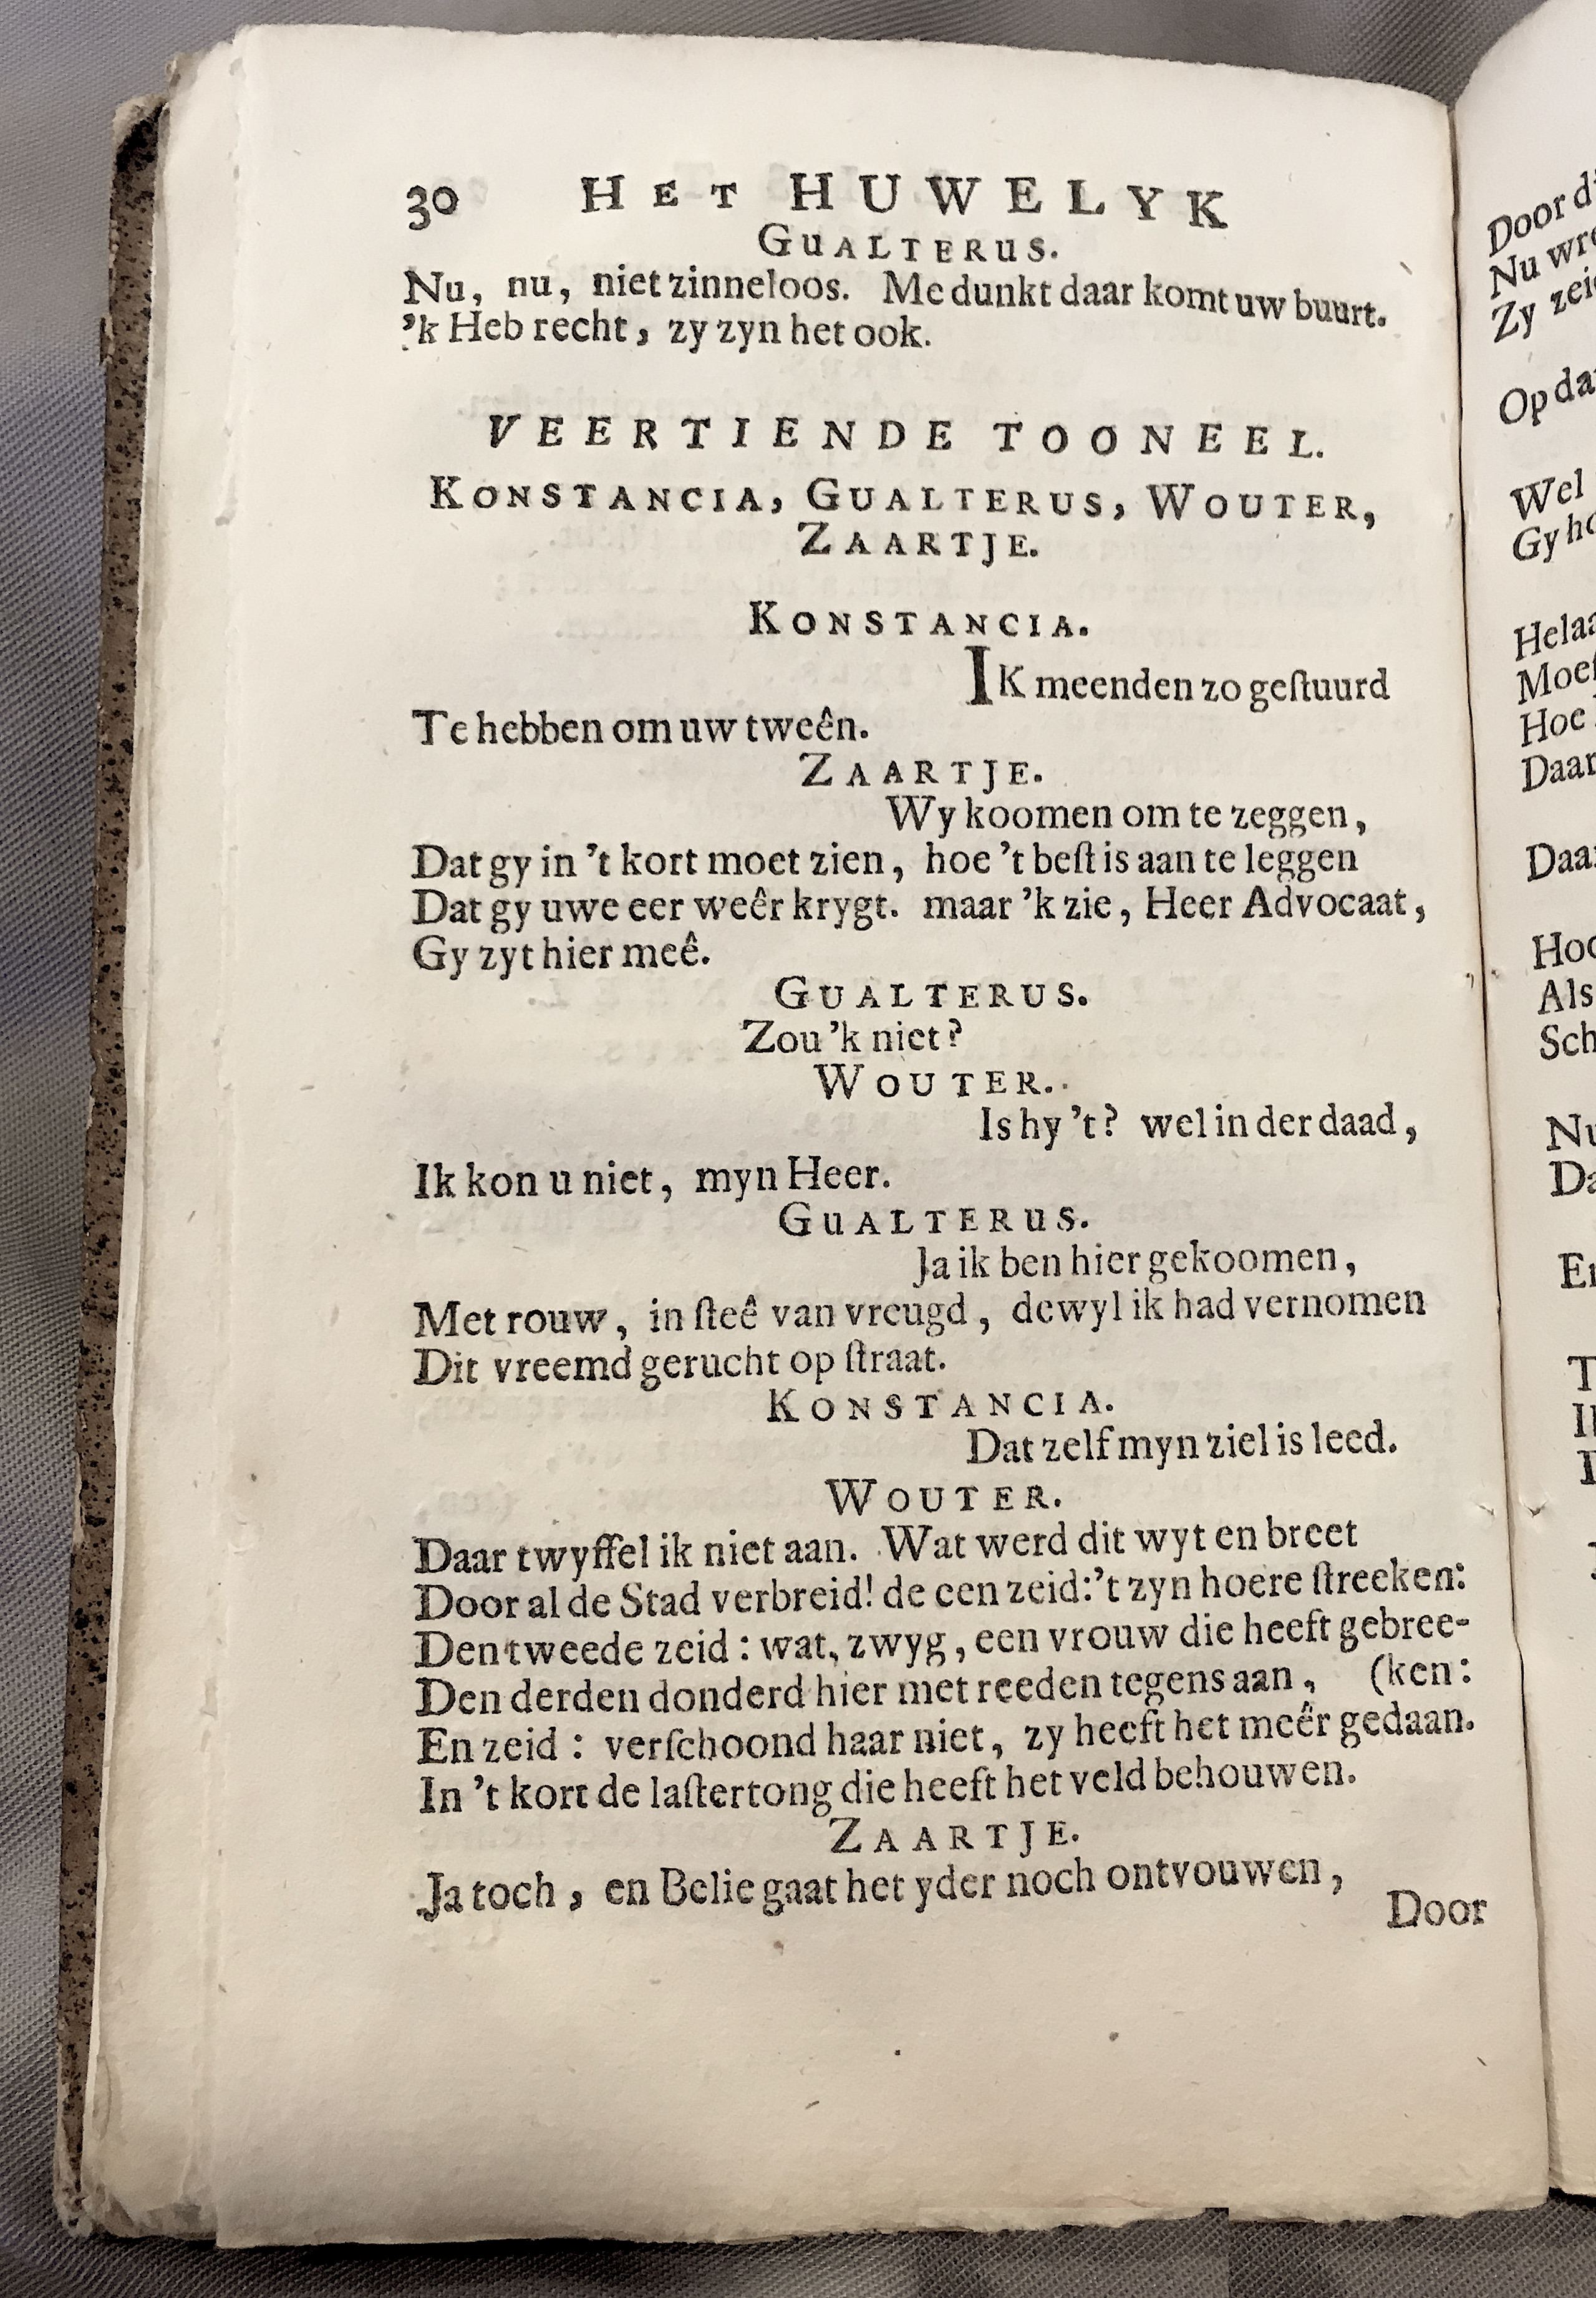 30 HET HUWELYK
GUALTERUS.
Nu, nu, niet zinneloos. Me dunkt daar komt uw buurt.
’k Heb recht, zy zyn het ook.
VEERTIENDE TOONEEL.
KONSTANCIA, GUALTERUS, WOUTER,
ZAARTJE.
KONSTANCIA.
IK meenden zo geſtuurd
Te hebben om uw tweên.
ZAARTJE.
Wy koomen om te zeggen,
Dat gy in ’t kort moet zien, hoe ’t beſt is aan te leggen
Dat gy uwe eer weêr krygt. maar ’k zie, Heer Advocaat,
Gy zyt hier meê.
GUALTERUS.
Zou ’k niet?
WOUTER.
Is hy ’t? wel in der daad,
Ik kon u niet, myn Heer.
GUALTERUS.
Ja ik ben hier gekoomen,
Met rouw, in ſteê van vreugd, dewyl ik had vernomen
Dit vreemd gerucht op ſtraat.
KONSTANCIA.
Dat zelf myn ziel is leed.
WOUTER.
Daar twyffel ik niet aan. Wat werd dit wyt en breet
Door al de Stad verbreid! de een zeid: ’t zyn hoere ſtreeken:
Den tweede zeid: wat, zwyg, een vrouw die heeft gebree-
Den derden donderd hier met reeden tegens aan, (ken:
En zeid: verſchoond haar niet, zy heeft het meêr gedaan.
In ’t kort de laſtertong die heeft het veld behouwen.
ZAARTJE.
Ja toch, en Belie gaat het yder noch ontvouwen,
Door
Door
Zy
Op
Wel
Gy
Hoe
Als